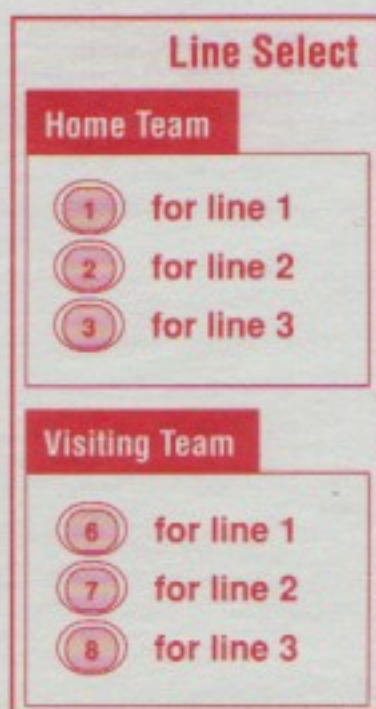 Line Select
Home Team
1 for line 1
2 for line 2
3 for line 3
Visiting Team
6 for line 1
7 for line 2
8 for line 3